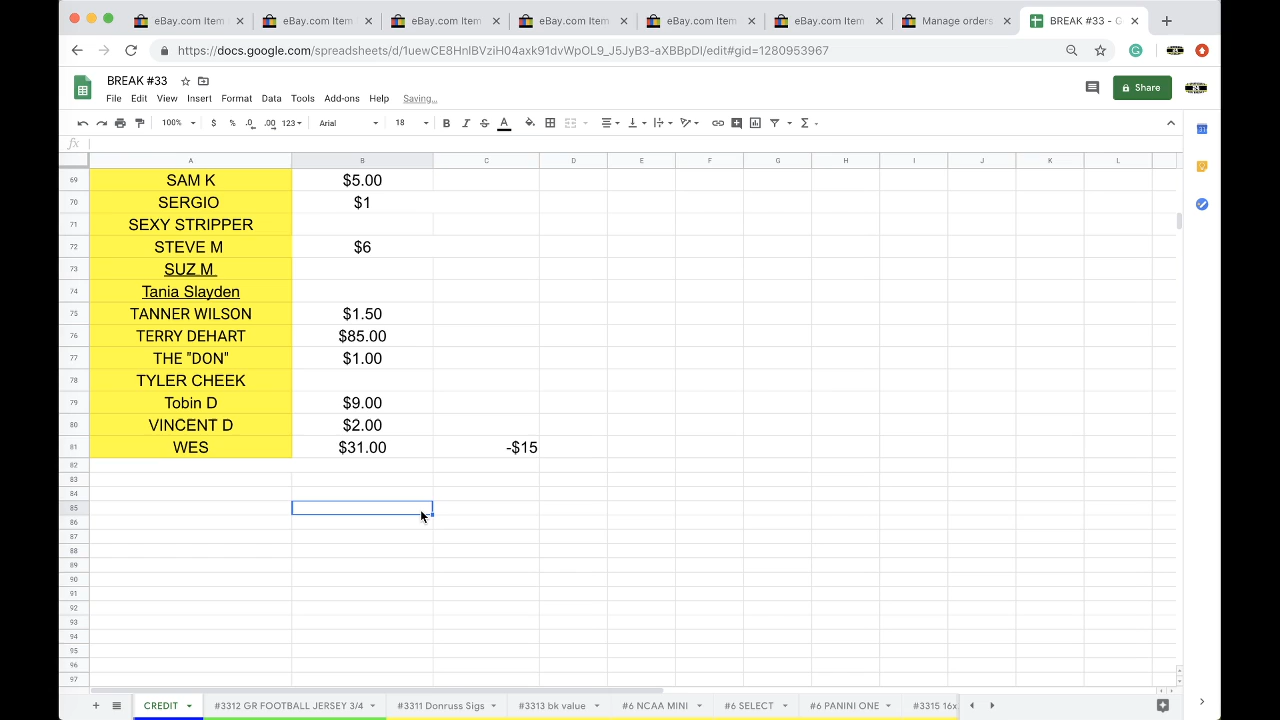 eBay.com Item
eBay.com Item
eBay.com Item
eBay.com Item
eBay.com Item
eBay.com Item
Manage orders
BREAK #33 - G
https://docs.google.com/spreadsheets/d/1uewCE8HnIBVziH04axk91dvWpOL9_J5JyB3-aXBBpDI/edit#gid=1280953967
BREAK #33
File Edit View Insert Format Data Tools Add-ons Help Saving...
Share
100% $ % .0 .00 123 Arial 18 B I S A
fx
A B C D E F G H I J K L
69 SAM K $5.00
70 SERGIO $1
71 SEXY STRIPPER
72 STEVE M $6
73 SUZ M
74 Tania Slayden
75 TANNER WILSON $1.50
76 TERRY DEHART $85.00
77 THE "DON" $1.00
78 TYLER CHEEK
79 Tobin D $9.00
80 VINCENT D $2.00
81 WES $31.00 -$15
82
83
84
85
86
87
88
89
90
91
92
93
94
95
96
97
CREDIT #3312 GR FOOTBALL JERSEY 3/4 #3311 Donruss Sigs #3313 bk value #6 NCAA MINI #6 SELECT #6 PANINI ONE #3315 16x